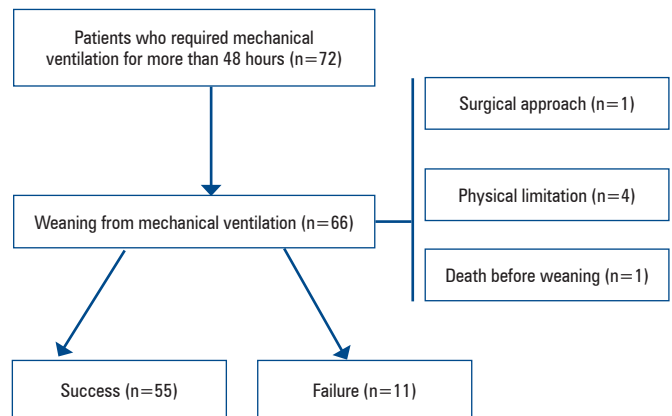 Patients who required mechanical
ventilation for more than 48 hours (n=72)
Surgical approach (n=1)
Physical limitation (n=4)
Weaning from mechanical ventilation (n=66)
Death before weaning (n=1)
Success (n=55)
Failure (n=11)